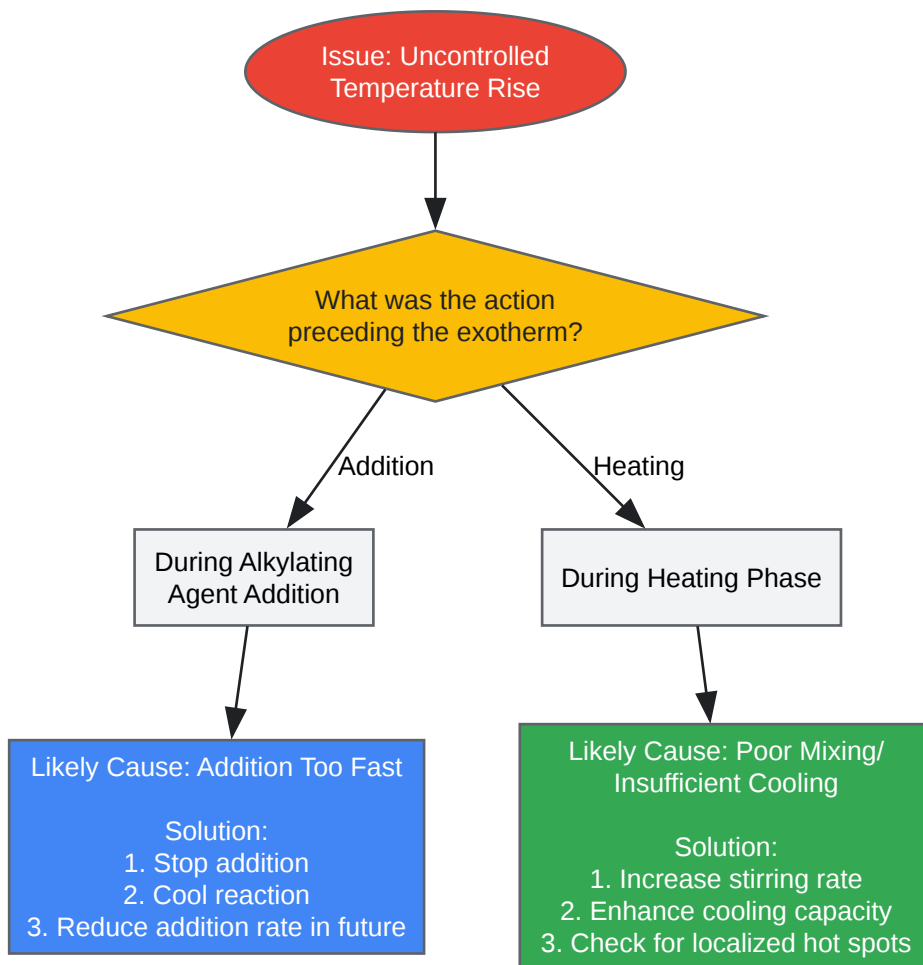 Issue: Uncontrolled
Temperature Rise
What was the action
preceding the exotherm?
Addition
Heating
During Alkylating
Agent Addition
During Heating Phase
Likely Cause: Addition Too Fast
Solution:
1. Stop addition
2. Cool reaction
3. Reduce addition rate in future
Likely Cause: Poor Mixing/
Insufficient Cooling
Solution:
1. Increase stirring rate
2. Enhance cooling capacity
3. Check for localized hot spots